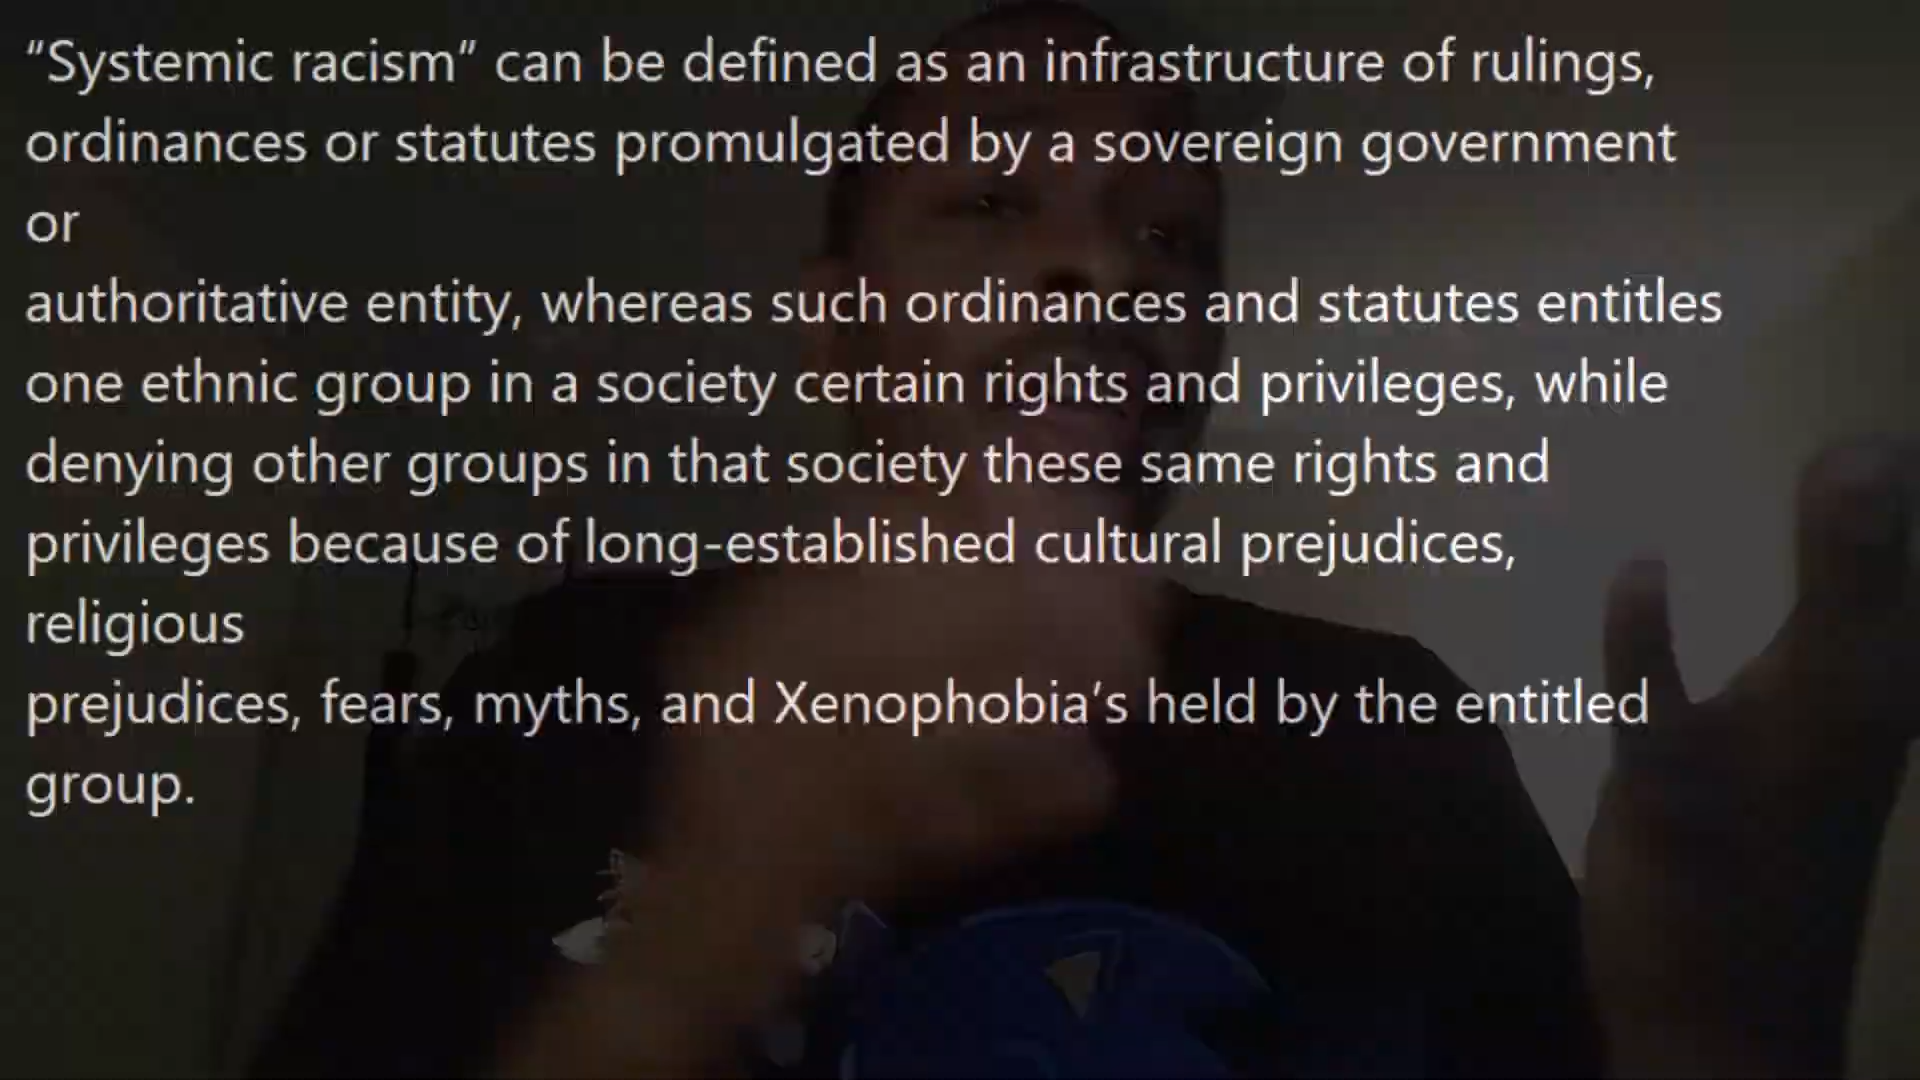 “Systemic racism” can be defined as an infrastructure of rulings,
ordinances or statutes promulgated by a sovereign government
or
authoritative entity, whereas such ordinances and statutes entitles
one ethnic group in a society certain rights and privileges, while
denying other groups in that society these same rights and
privileges because of long-established cultural prejudices,
religious
prejudices, fears, myths, and Xenophobia’s held by the entitled
group.